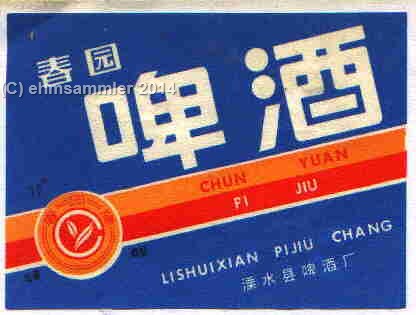 春园
(C) ehmsammler 2014
啤酒
CHUN YUAN
PI JIU
11°
LISHUIXIAN PIJIU CHANG
溧水县啤酒厂